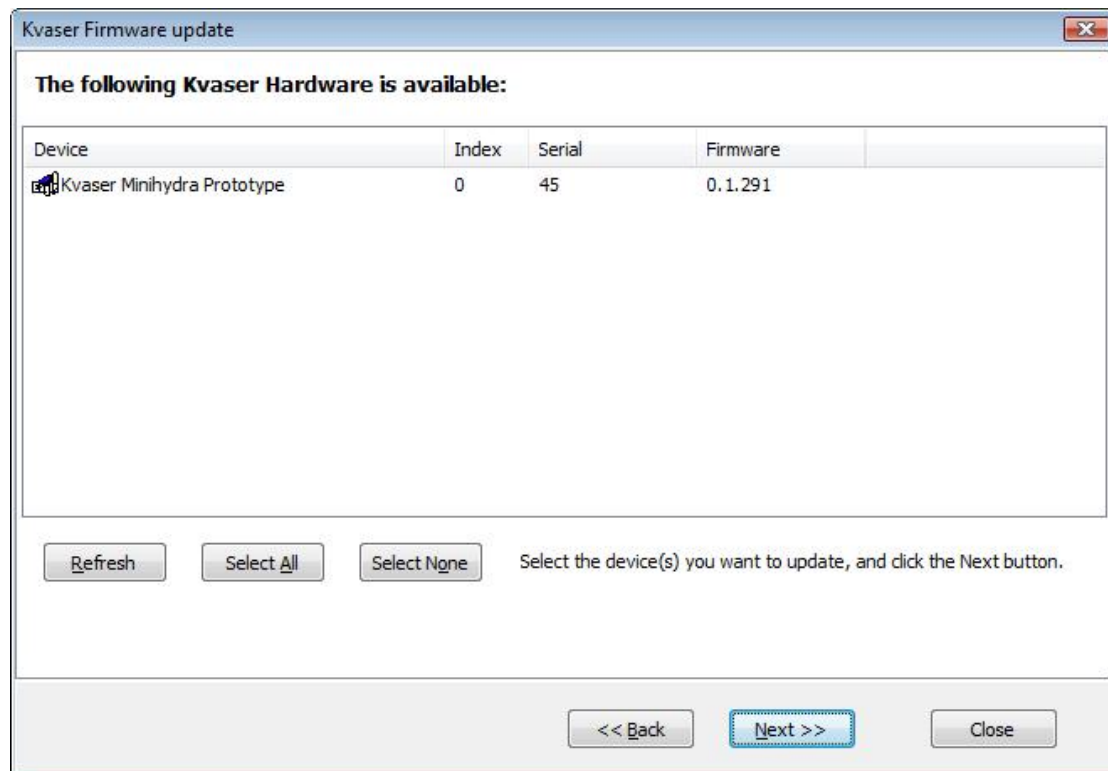 Kvaser Firmware update
The following Kvaser Hardware is available:
Device Index Serial Firmware
Kvaser Minihydra Prototype 0 45 0.1.291
Refresh Select All Select None Select the device(s) you want to update, and click the Next button.
<< Back Next >> Close